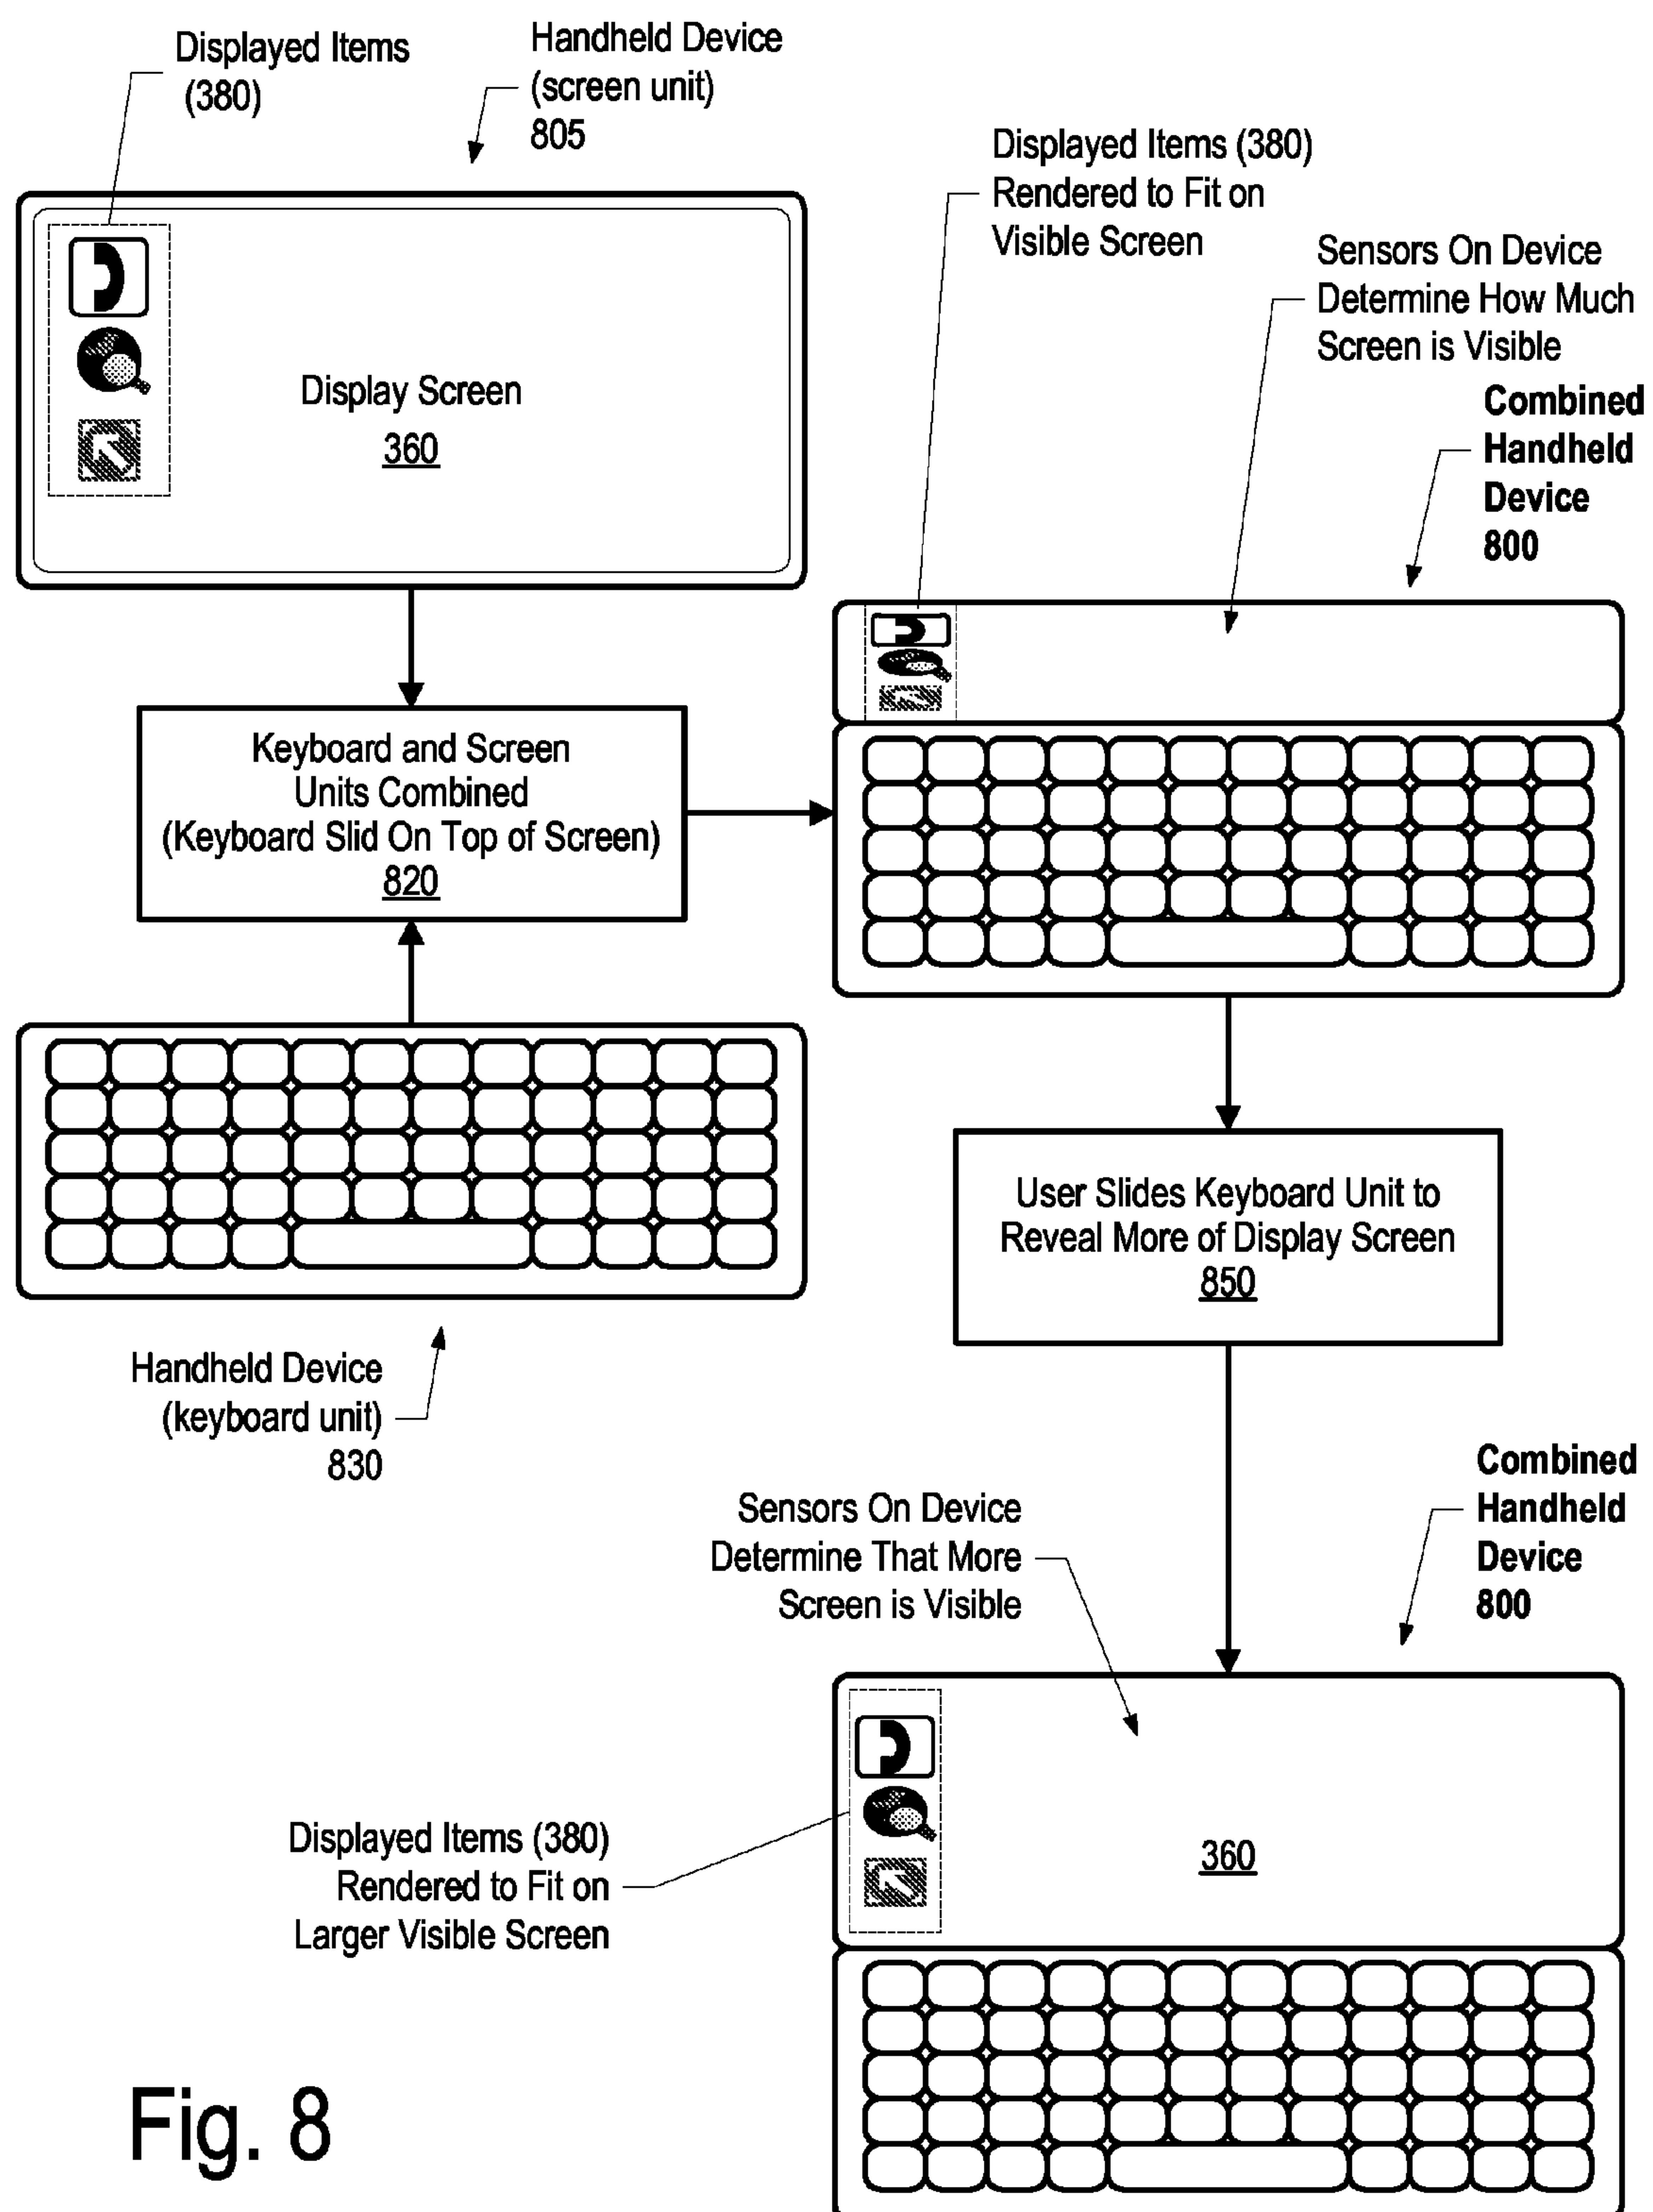 Displayed Items
(380)
Handheld Device
(screen unit)
805
Displayed Items (380)
Rendered to Fit on
Visible Screen
Sensors On Device
Determine How Much
Screen is Visible
Combined
Handheld
Device
800
Display Screen
360
Keyboard and Screen
Units Combined
(Keyboard Slid On Top of Screen)
820
Handheld Device
(keyboard unit)
830
User Slides Keyboard Unit to
Reveal More of Display Screen
850
Sensors On Device
Determine That More
Screen is Visible
Combined
Handheld
Device
800
Displayed Items (380)
Rendered to Fit on
Larger Visible Screen
360
Fig. 8